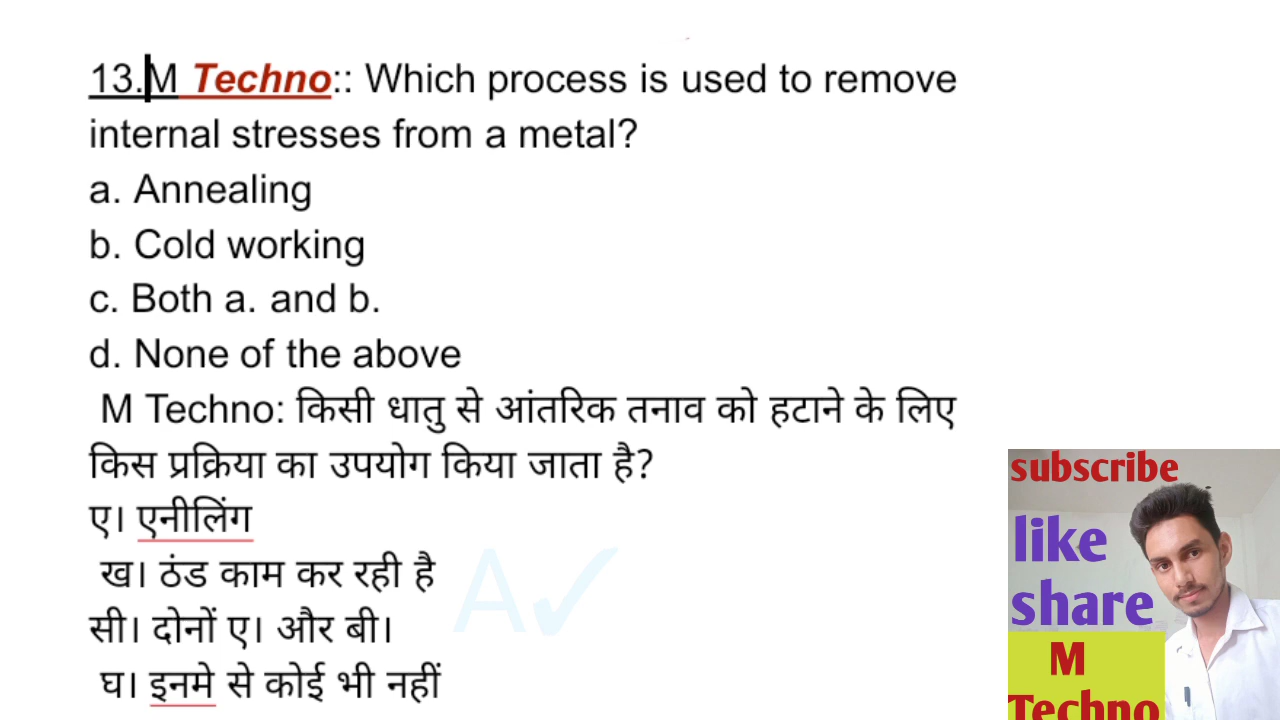 13.M Techno:: Which process is used to remove
internal stresses from a metal?
a. Annealing
b. Cold working
c. Both a. and b.
d. None of the above
M Techno: किसी धातु से आंतरिक तनाव को हटाने के लिए
किस प्रक्रिया का उपयोग किया जाता है?
ए। एनीलिंग
ख। ठंड काम कर रही है
सी। दोनों ए। और बी।
घ। इनमे से कोई भी नहीं
A✓
subscribe
like
share
M
Techno